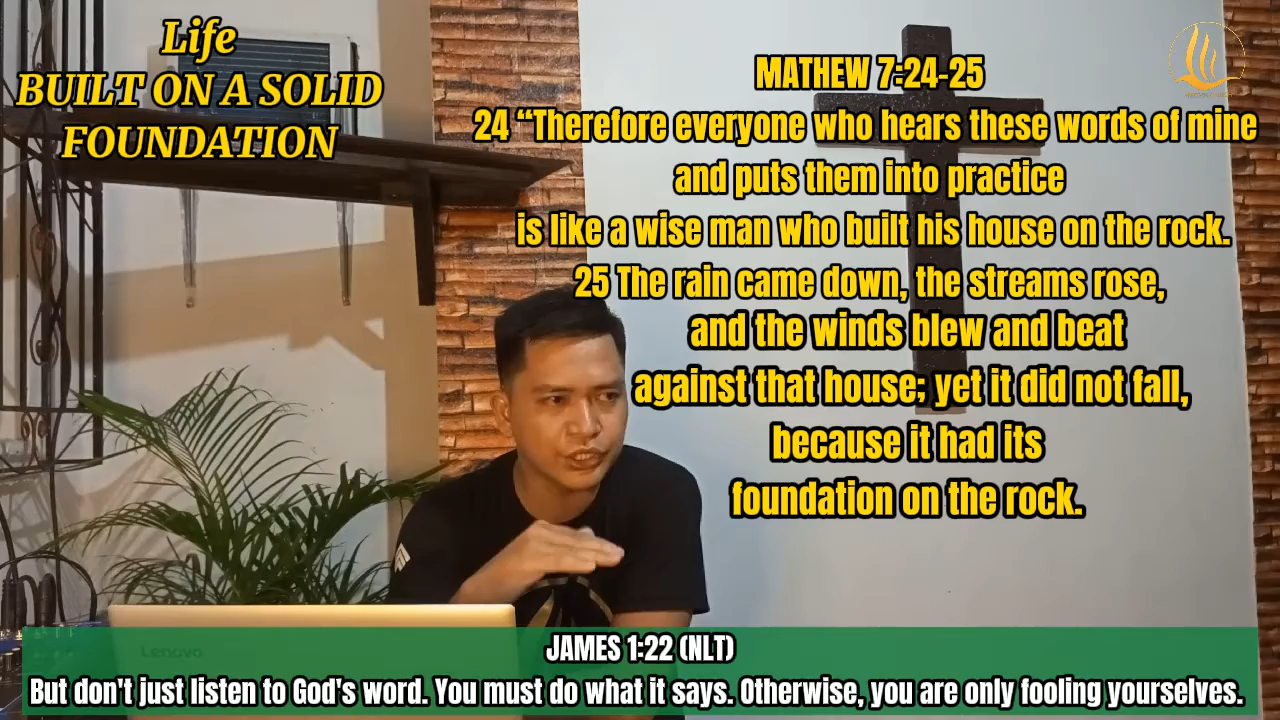 Life
BUILT ON A SOLID
FOUNDATION
MATHEW 7:24-25
24 “Therefore everyone who hears these words of mine
and puts them into practice
is like a wise man who built his house on the rock.
25 The rain came down, the streams rose,
and the winds blew and beat
against that house; yet it did not fall,
because it had its
foundation on the rock.
Lenovo
JAMES 1:22 (NLT)
But don't just listen to God's word. You must do what it says. Otherwise, you are only fooling yourselves.